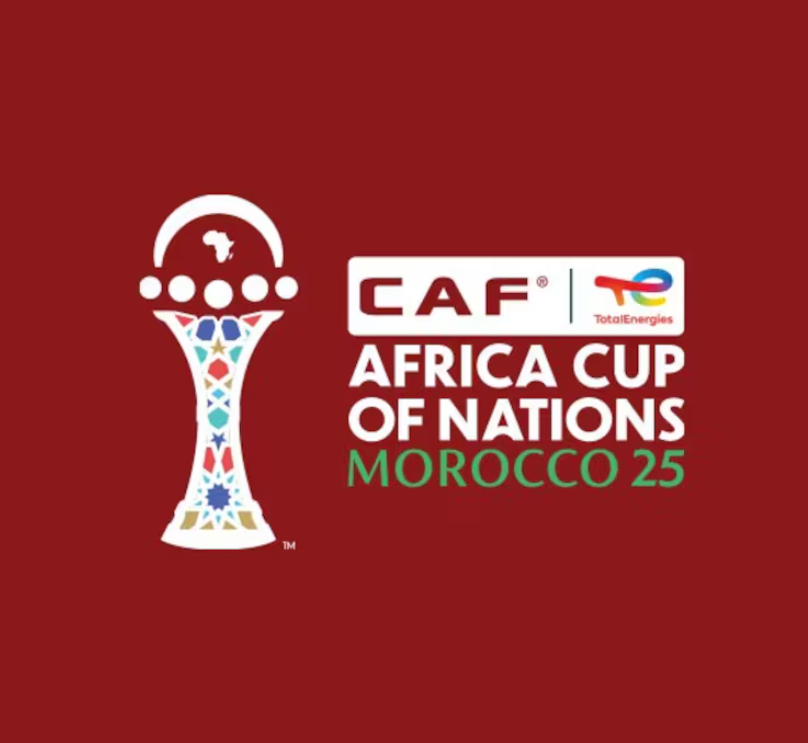 CAF®
TotalEnergies
AFRICA CUP
OF NATIONS
MOROCCO 25
TM